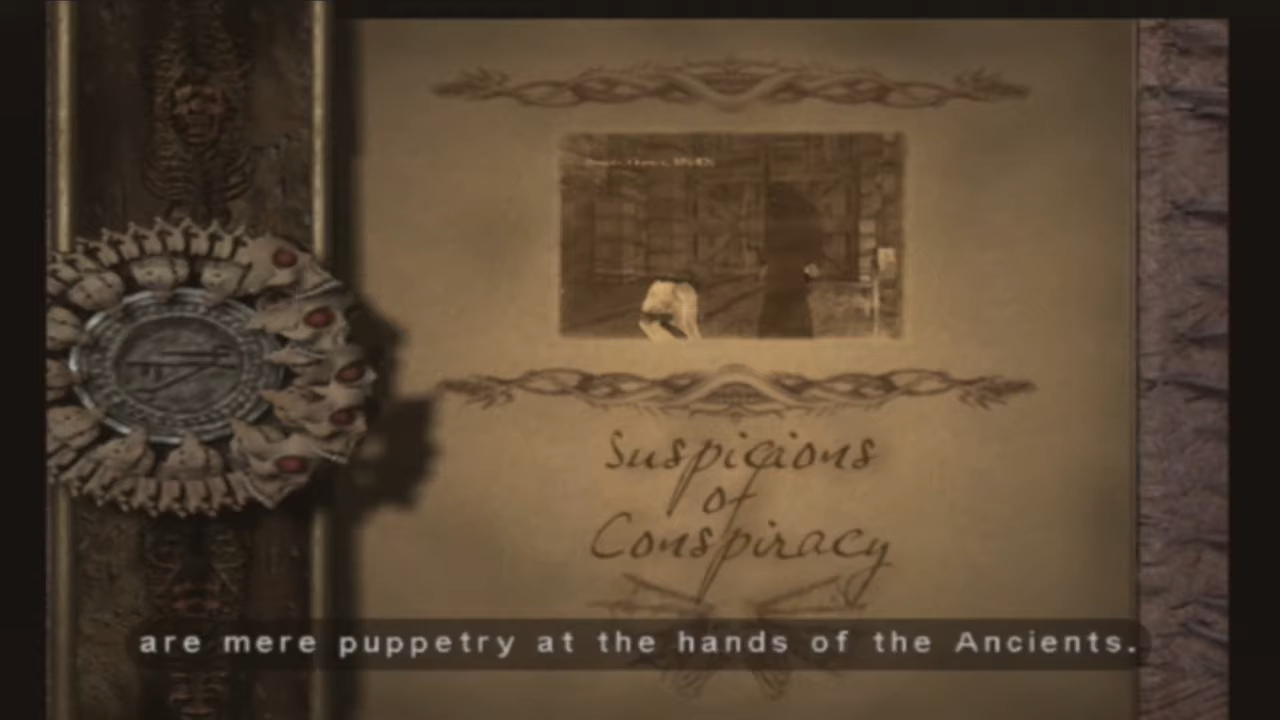 Suspicions
of
Conspiracy
are mere puppetry at the hands of the Ancients.